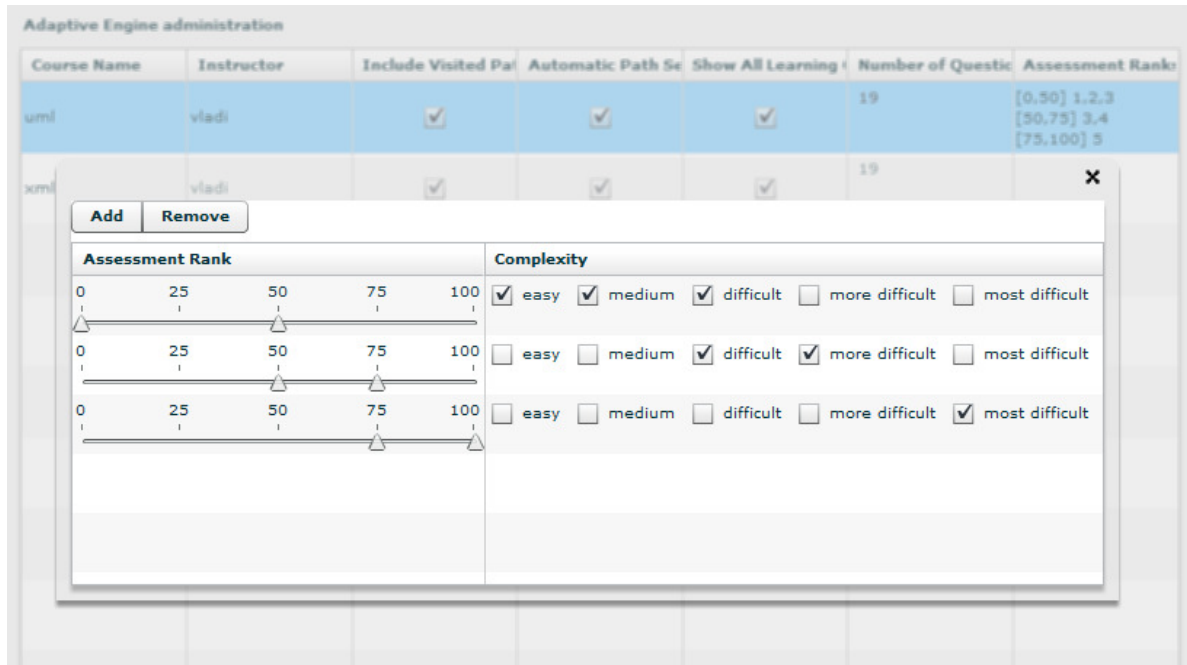 Adaptive Engine administration
Course Name Instructor Include Visited Pat Automatic Path Se Show All Learning Number of Questic Assessment Ranks
uml vladi 19 [0,50] 1,2,3
[50,75] 3,4
[75,100] 5
xml vladi 19
Add Remove
Assessment Rank Complexity
0 25 50 75 100 easy medium difficult more difficult most difficult
0 25 50 75 100 easy medium difficult more difficult most difficult
0 25 50 75 100 easy medium difficult more difficult most difficult